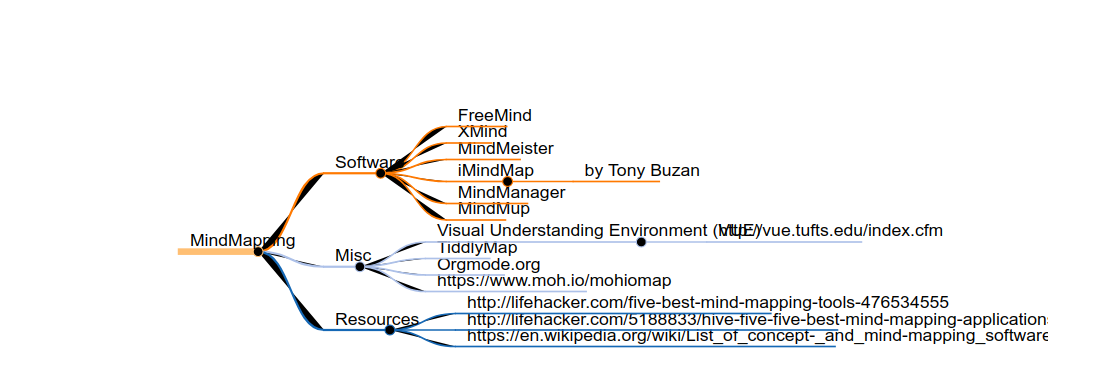 FreeMind
XMind
MindMeister
Software
iMindMap
by Tony Buzan
MindManager
MindMup
MindMapping
Visual Understanding Environment (VUE)
http://vue.tufts.edu/index.cfm
TiddlyMap
Misc
Orgmode.org
https://www.moh.io/mohiomap
http://lifehacker.com/five-best-mind-mapping-tools-476534555
Resources
http://lifehacker.com/5188833/hive-five-five-best-mind-mapping-applications
https://en.wikipedia.org/wiki/List_of_concept-_and_mind-mapping_software